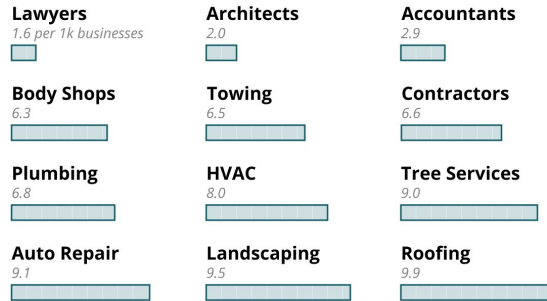 Lawyers
1.6 per 1k businesses
Architects
2.0
Accountants
2.9
Body Shops
6.3
Towing
6.5
Contractors
6.6
Plumbing
6.8
HVAC
8.0
Tree Services
9.0
Auto Repair
9.1
Landscaping
9.5
Roofing
9.9